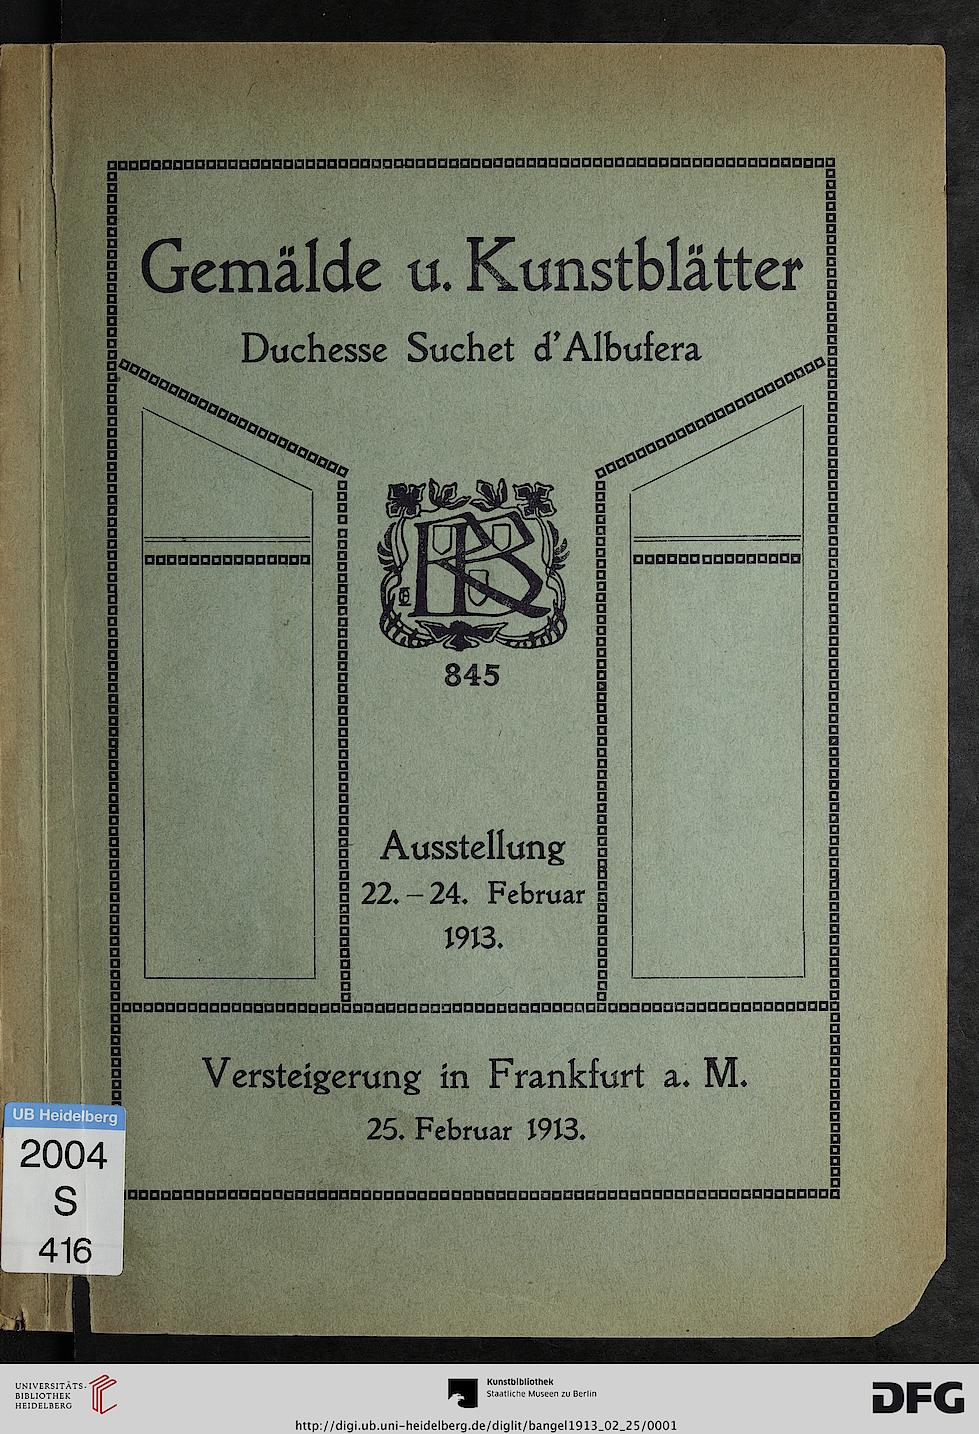 Gemälde u. Kunstblätter
Duchesse Suchet d'Albufera
RB
845
Ausstellung
22. – 24. Februar
1913.
Versteigerung in Frankfurt a. M.
25. Februar 1913.
UB Heidelberg
2004
S
416
UNIVERSITÄTS-
BIBLIOTHEK
HEIDELBERG
Kunstbibliothek
Staatliche Museen zu Berlin
DFG
http://digi.ub.uni-heidelberg.de/diglit/bangel1913_02_25/0001